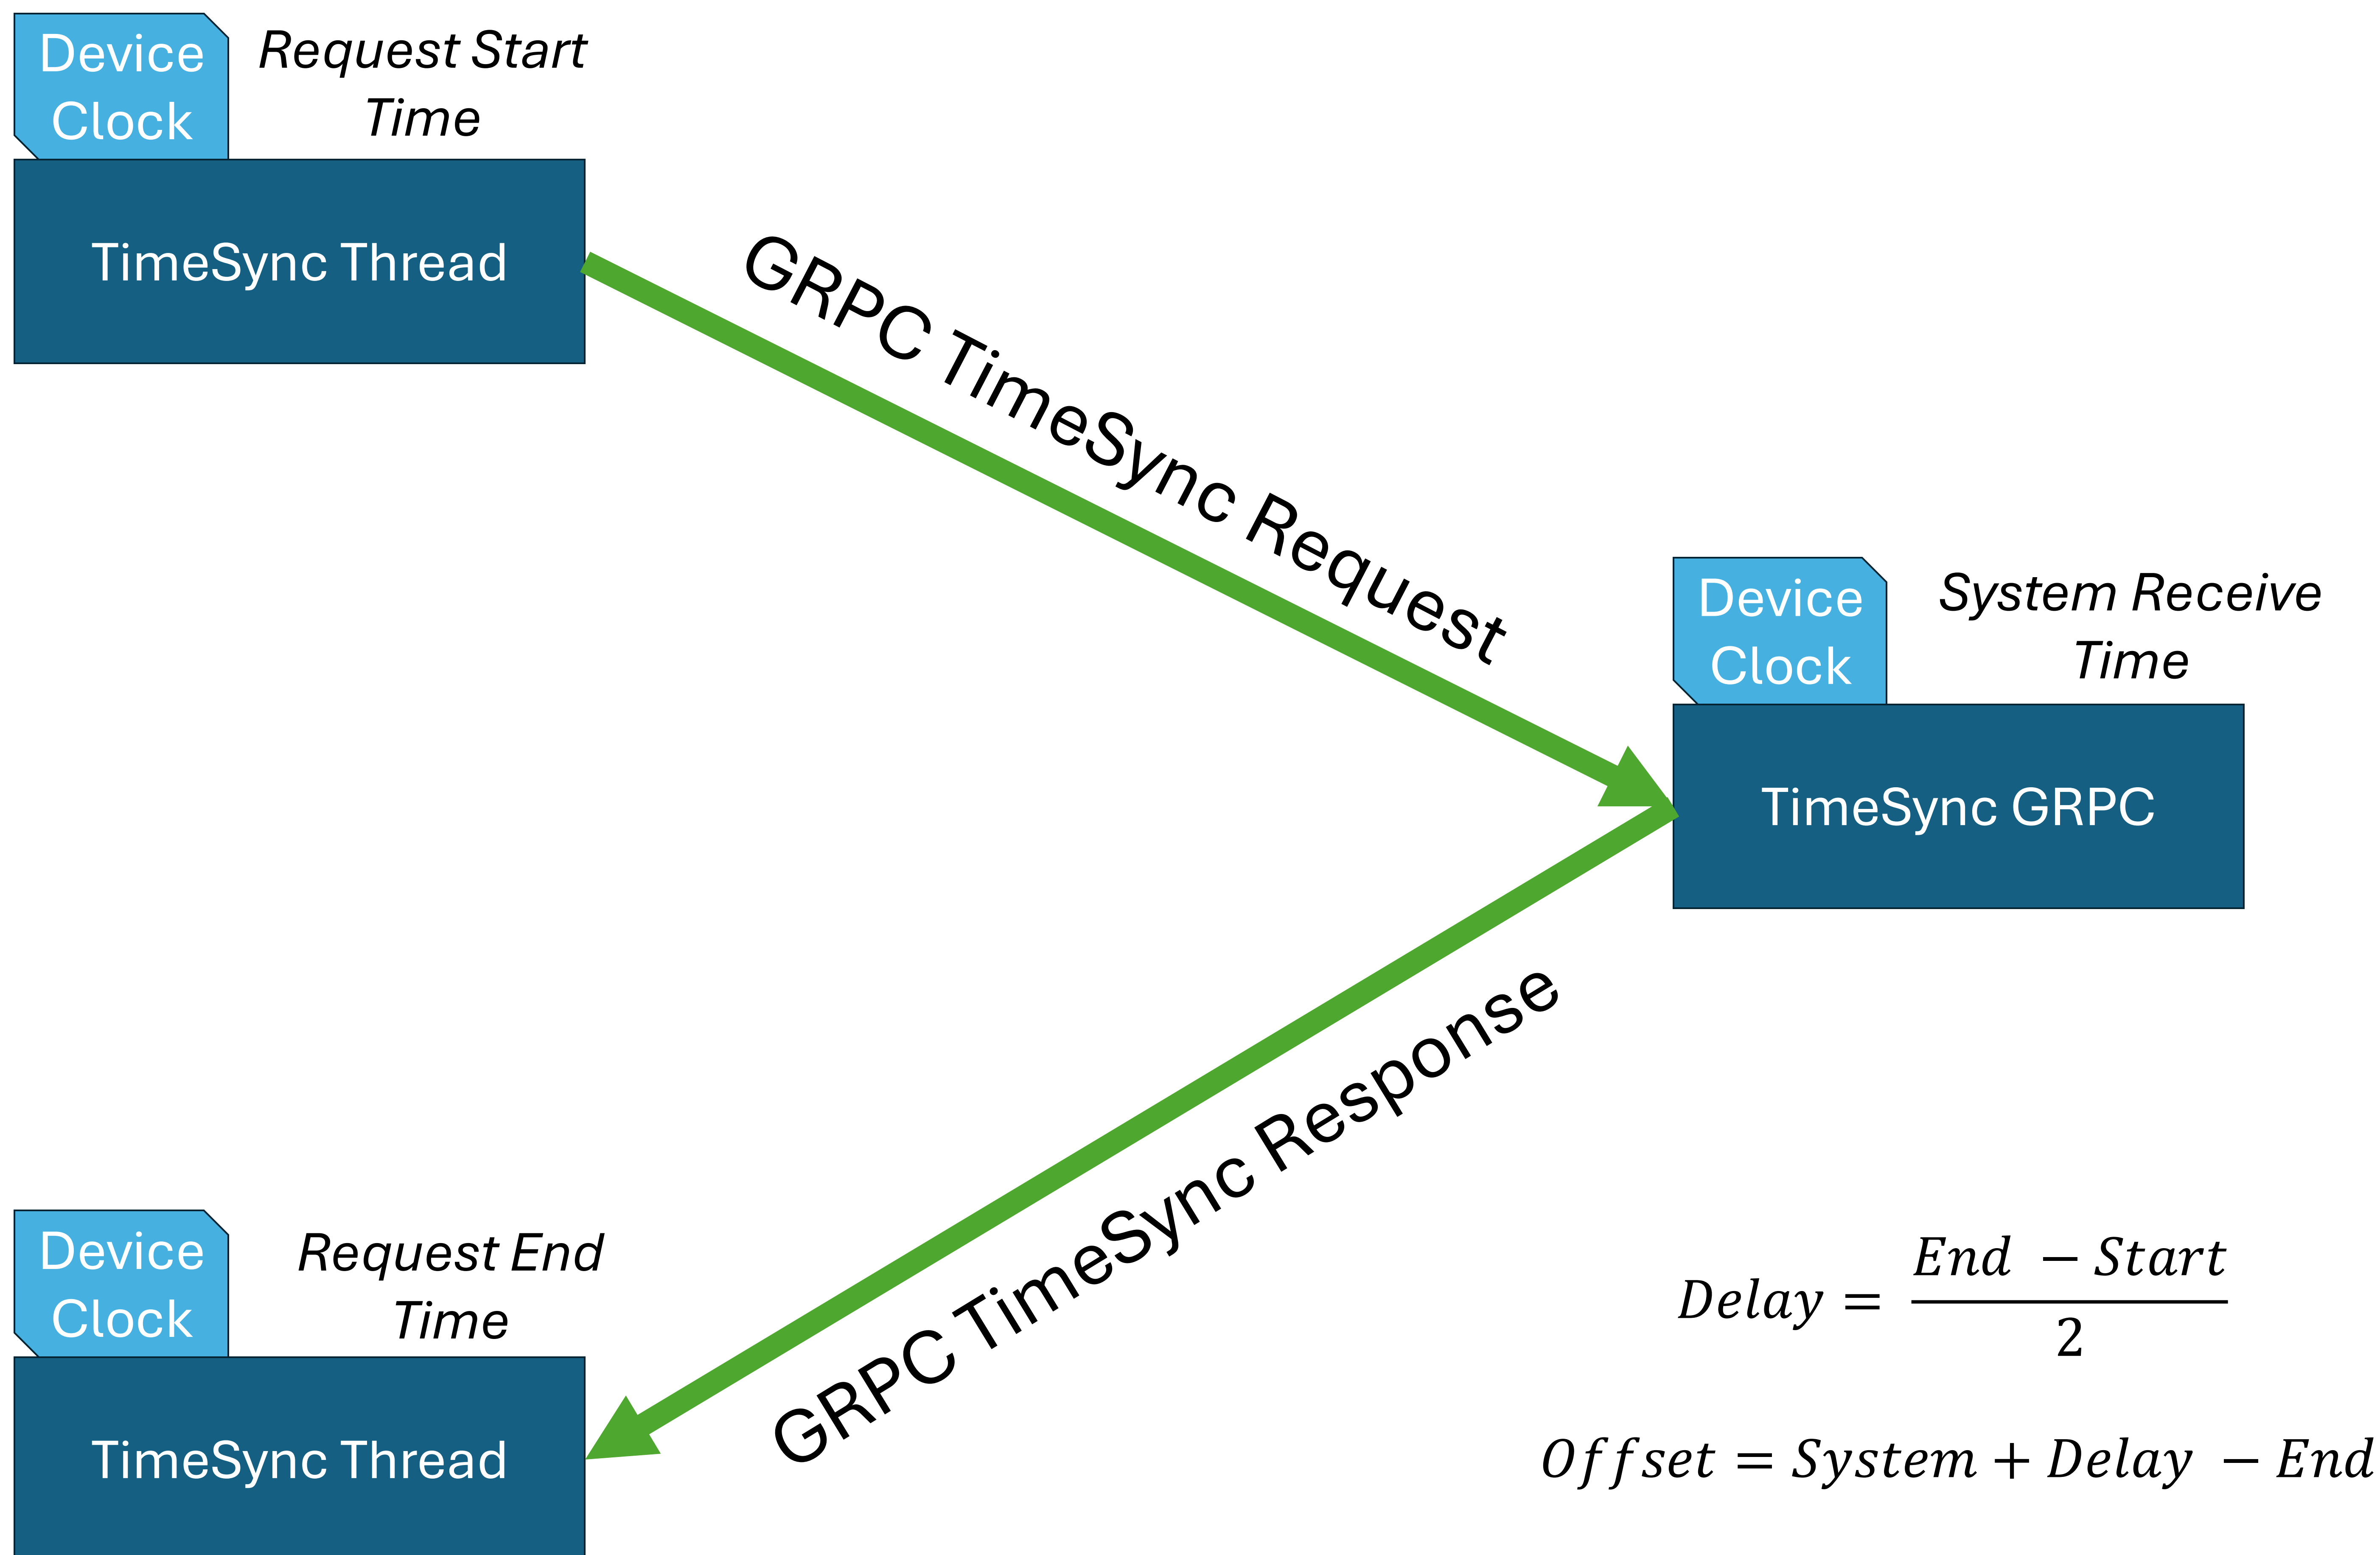 Device
Clock
Request Start
Time
TimeSync Thread
GRPC TimeSync Request
Device
Clock
System Receive
Time
TimeSync GRPC
GRPC TimeSync Response
Device
Clock
Request End
Time
TimeSync Thread
Delay = End − Start
2
Offset = System + Delay − End